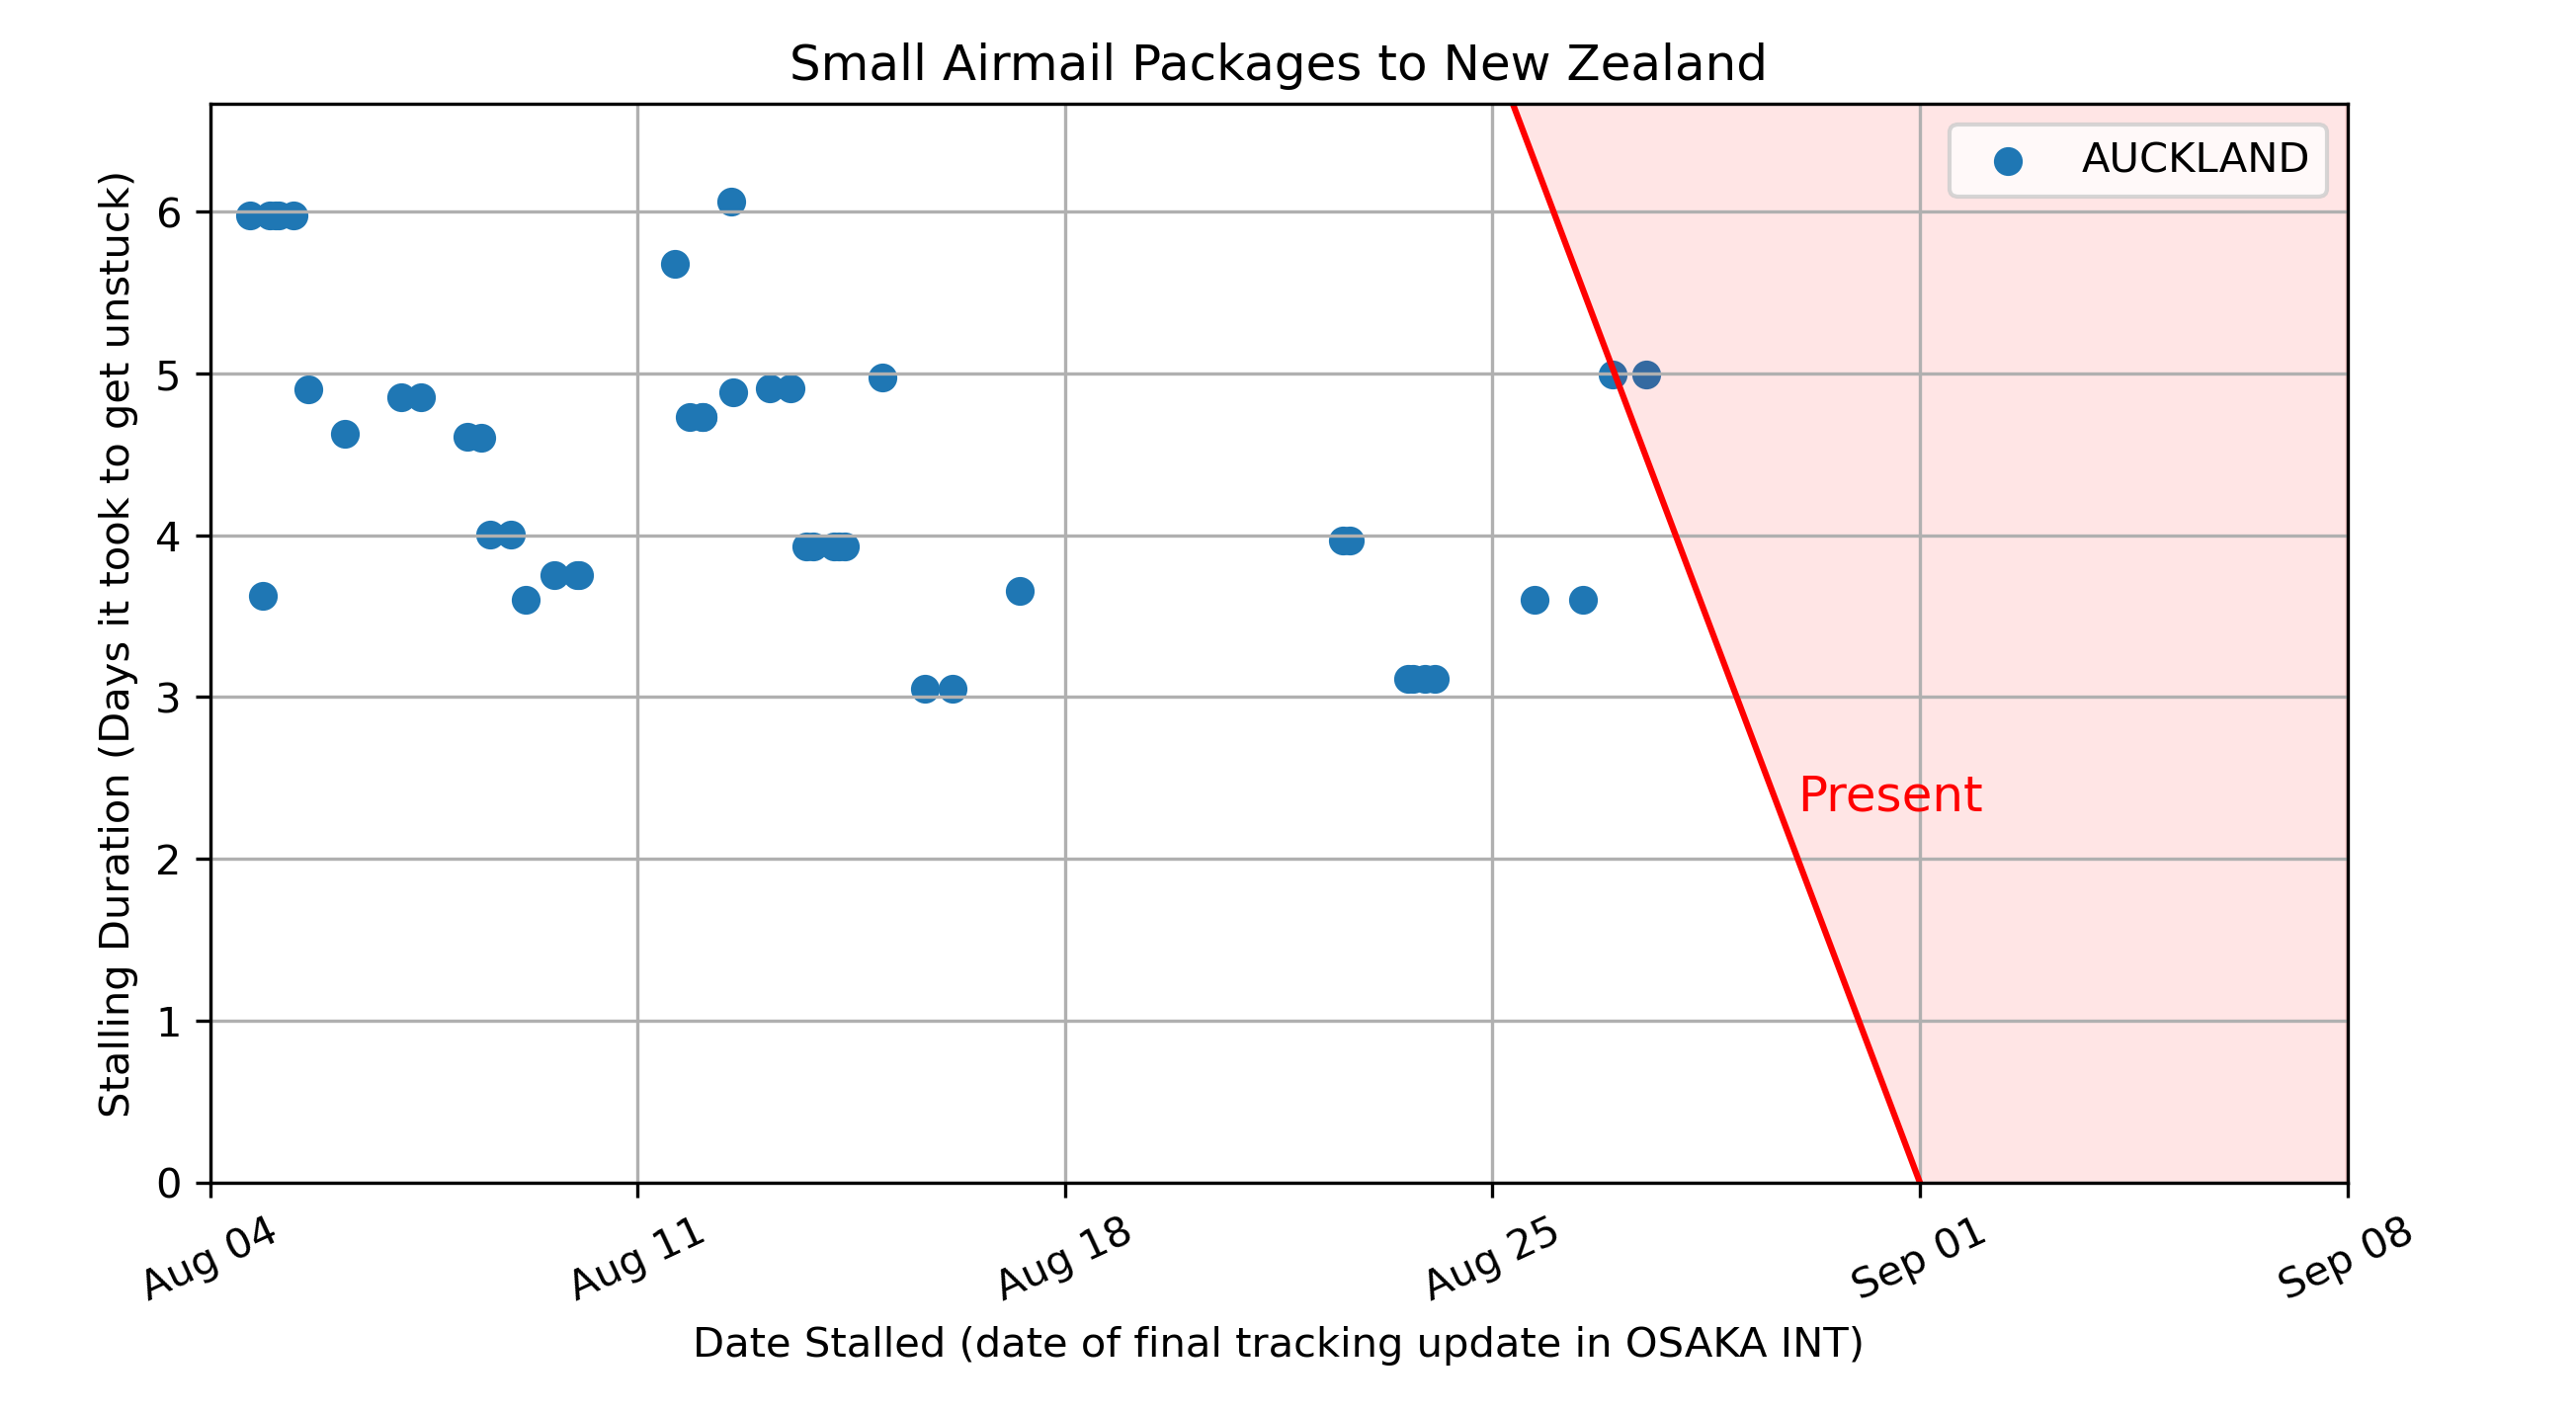 Small Airmail Packages to New Zealand
AUCKLAND
Stalling Duration (Days it took to get unstuck)
6
5
4
3
2
1
0
Present
Aug 04
Aug 11
Aug 18
Aug 25
Sep 01
Sep 08
Date Stalled (date of final tracking update in OSAKA INT)